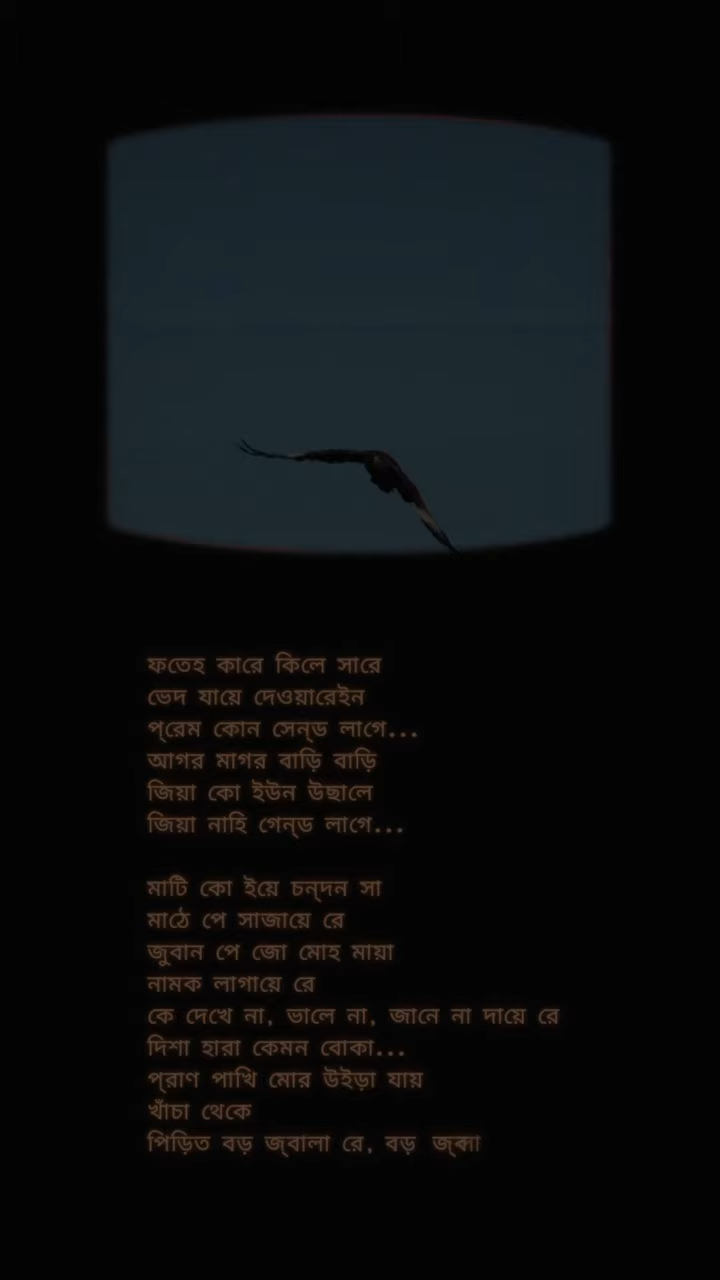 ফতেহ কারে কিলে সারে
ভেদ যায়ে দেওয়ারেইন
প্রেম কোন সেন্ড লাগে...
আগর মাগর বাড়ি বাড়ি
জিয়া কো ইউন উছালে
জিয়া নাহি গেন্ড লাগে...
মাটি কো ইয়ে চন্দন সা
মাঠে পে সাজায়ে রে
জুবান পে জো মোহ মায়া
নামক লাগায়ে রে
কে দেখে না, ভালে না, জানে না দায়ে রে
দিশা হারা কেমন বোকা...
প্রাণ পাখি মোর উইড়া যায়
খাঁচা থেকে
পিড়িত বড় জ্বালা রে, বড়